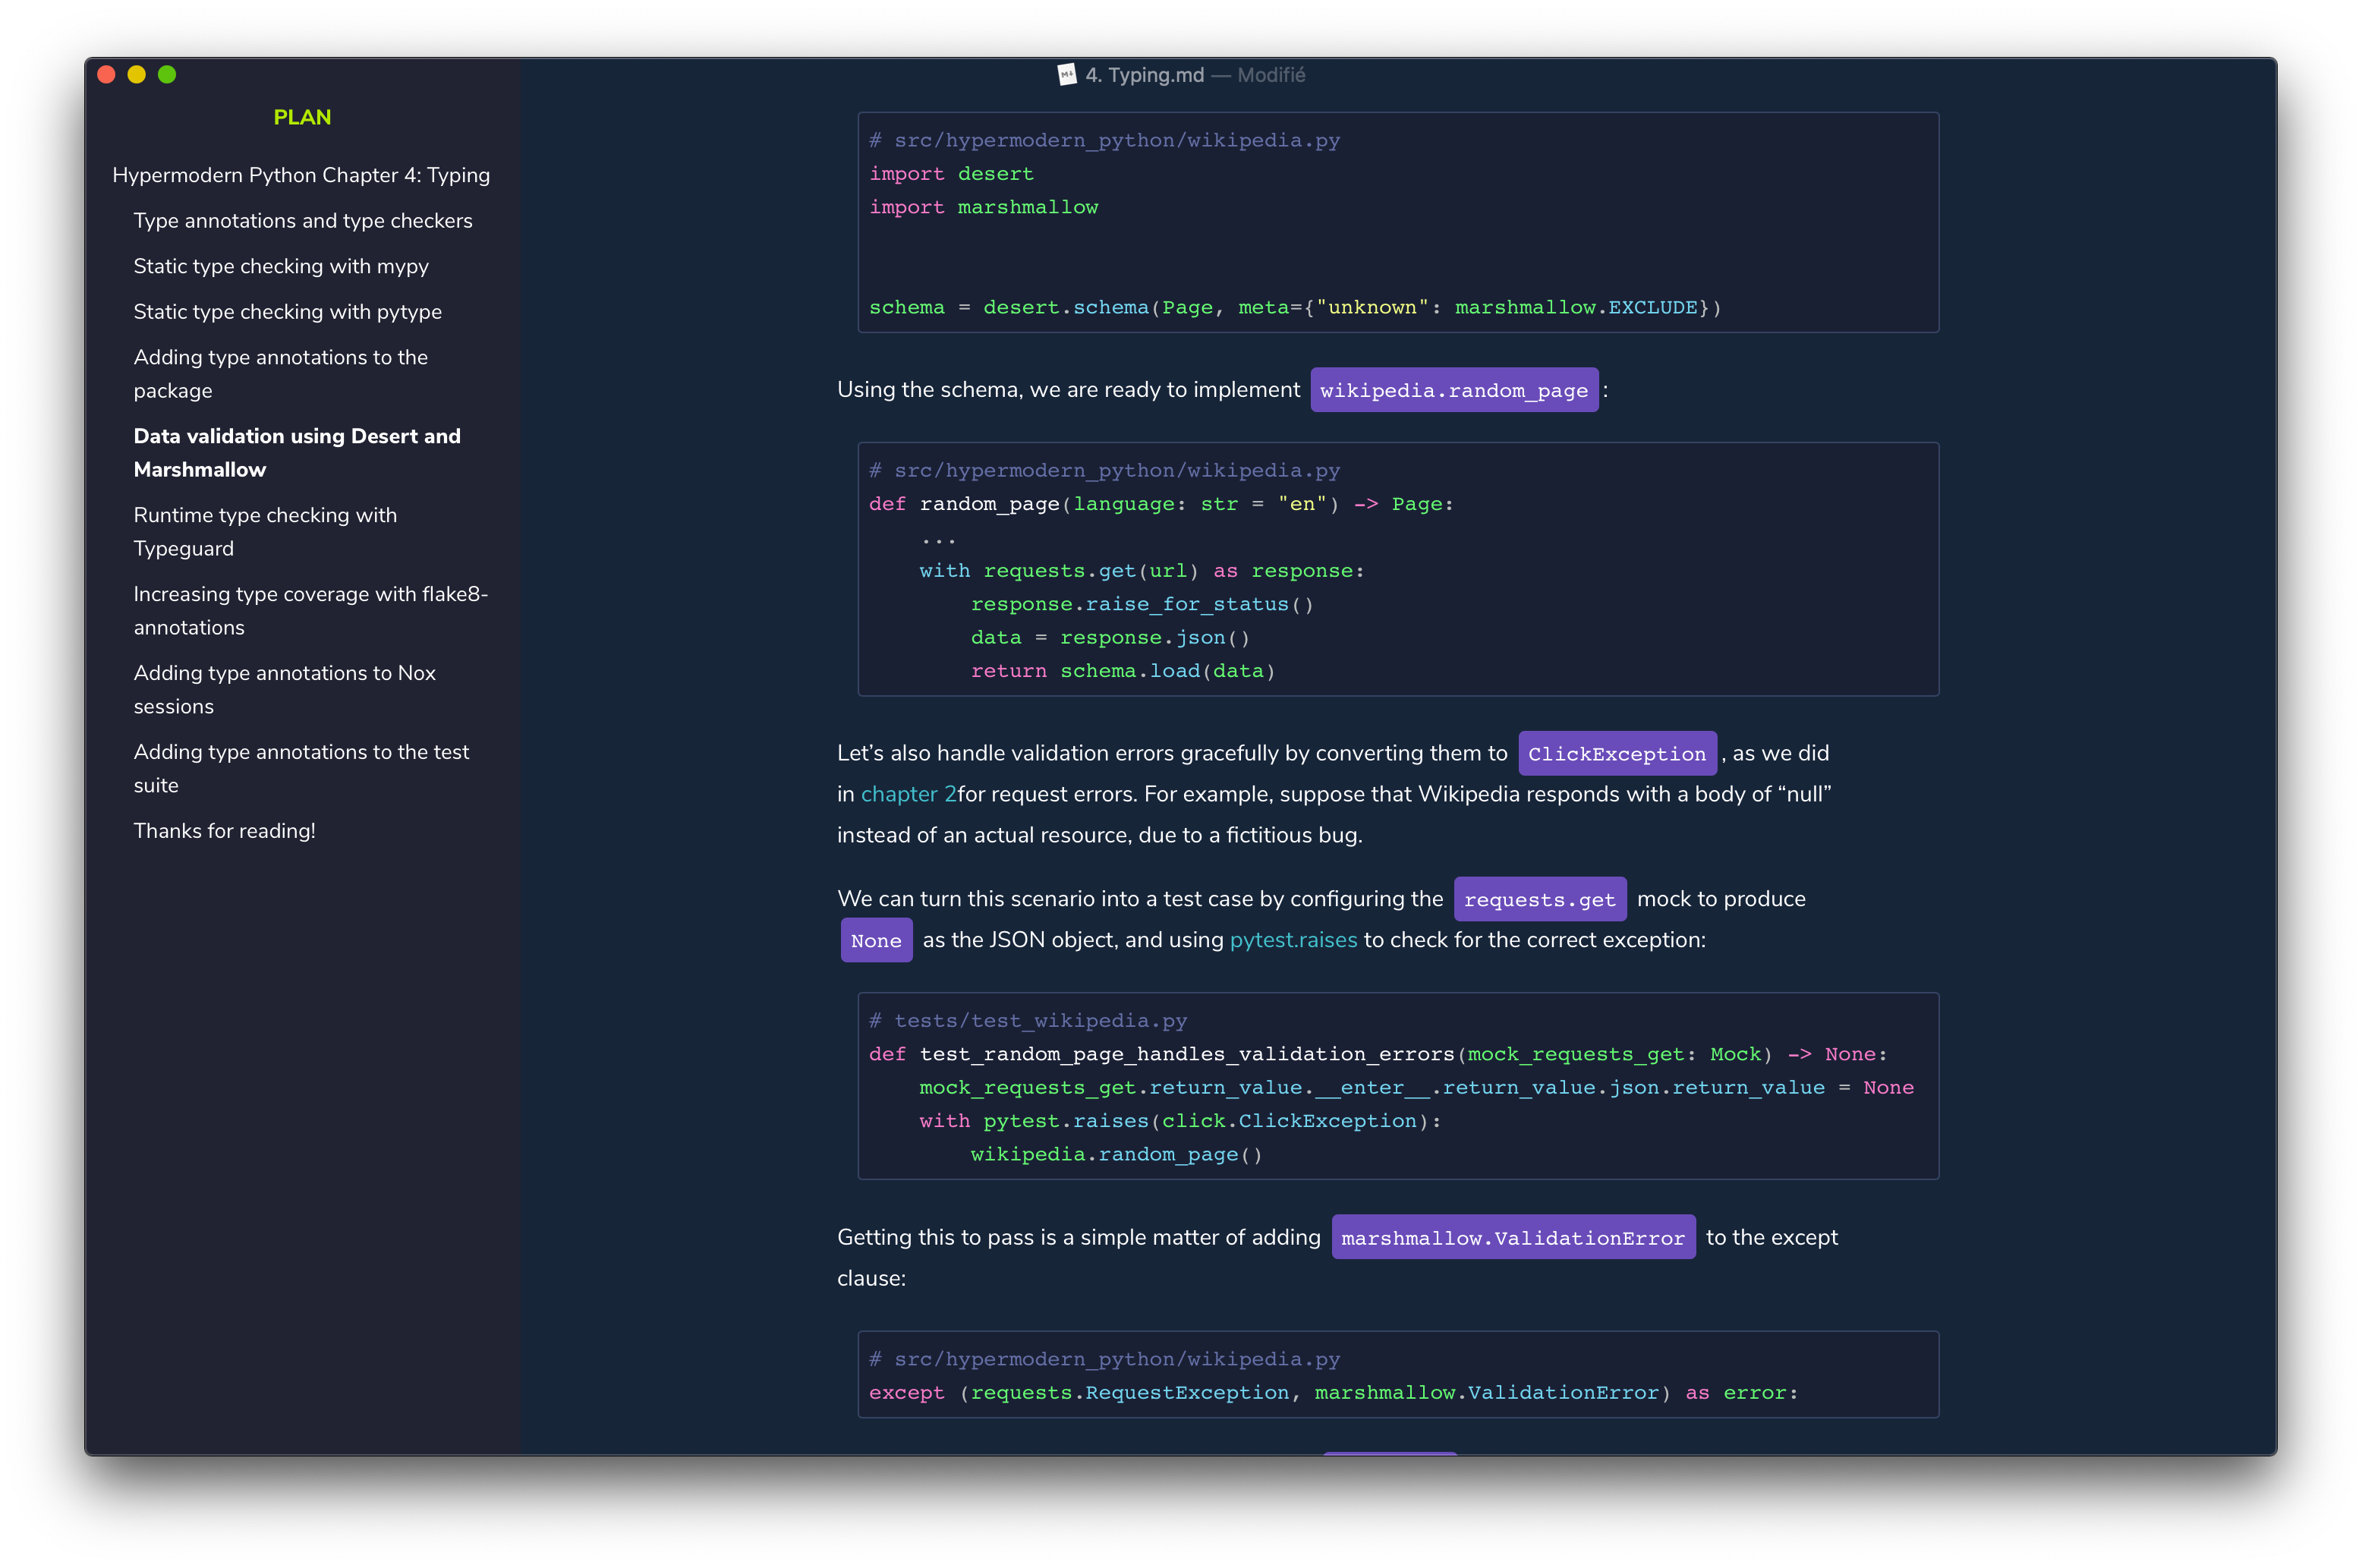 4. Typing.md — Modifié
PLAN
Hypermodern Python Chapter 4: Typing
Type annotations and type checkers
Static type checking with mypy
Static type checking with pytype
Adding type annotations to the
package
Data validation using Desert and
Marshmallow
Runtime type checking with
Typeguard
Increasing type coverage with flake8-
annotations
Adding type annotations to Nox
sessions
Adding type annotations to the test
suite
Thanks for reading!
# src/hypermodern_python/wikipedia.py
import desert
import marshmallow
schema = desert.schema(Page, meta={"unknown": marshmallow.EXCLUDE})
Using the schema, we are ready to implement wikipedia.random_page:
# src/hypermodern_python/wikipedia.py
def random_page(language: str = "en") -> Page:
    ...
    with requests.get(url) as response:
        response.raise_for_status()
        data = response.json()
        return schema.load(data)
Let’s also handle validation errors gracefully by converting them to ClickException, as we did
in chapter 2for request errors. For example, suppose that Wikipedia responds with a body of “null”
instead of an actual resource, due to a fictitious bug.
We can turn this scenario into a test case by configuring the requests.get mock to produce
None as the JSON object, and using pytest.raises to check for the correct exception:
# tests/test_wikipedia.py
def test_random_page_handles_validation_errors(mock_requests_get: Mock) -> None:
    mock_requests_get.return_value.__enter__.return_value.json.return_value = None
    with pytest.raises(click.ClickException):
        wikipedia.random_page()
Getting this to pass is a simple matter of adding marshmallow.ValidationError to the except
clause:
# src/hypermodern_python/wikipedia.py
except (requests.RequestException, marshmallow.ValidationError) as error: